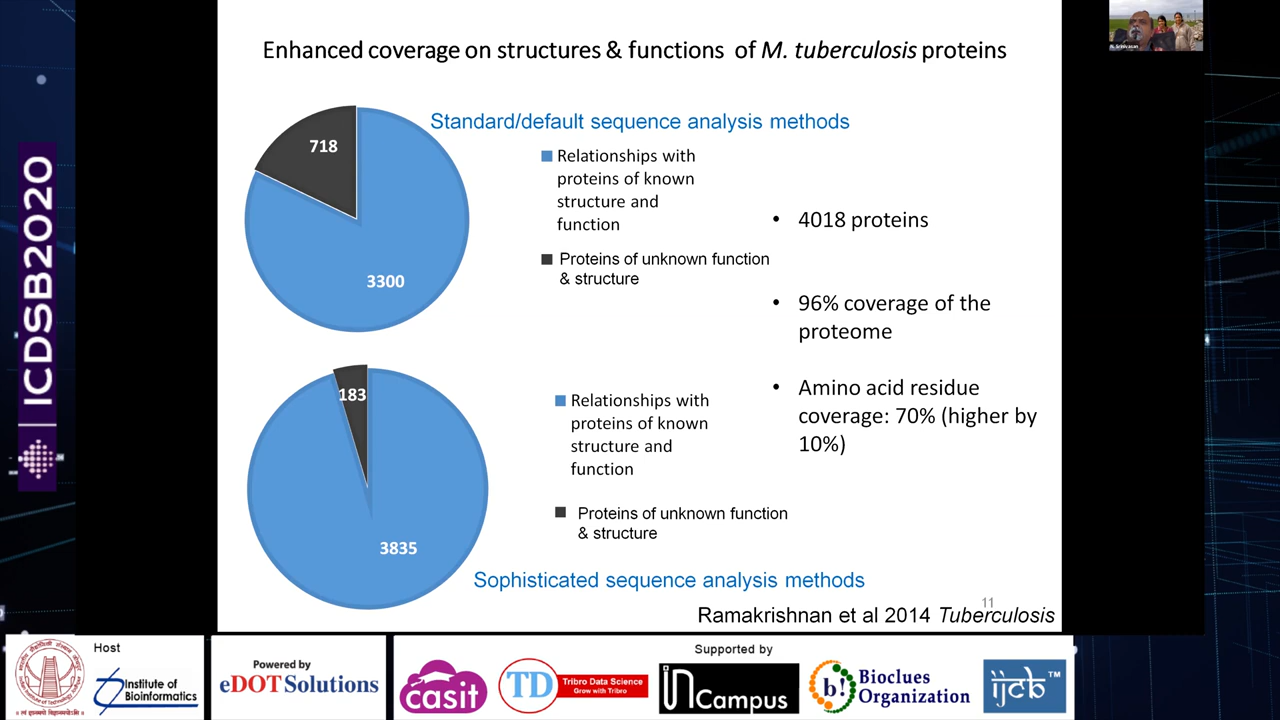 Enhanced coverage on structures & functions of M. tuberculosis proteins
Standard/default sequence analysis methods
718
3300
Relationships with
proteins of known
structure and
function
Proteins of unknown function
& structure
• 4018 proteins
• 96% coverage of the
proteome
• Amino acid residue
coverage: 70% (higher by
10%)
183
3835
Relationships with
proteins of known
structure and
function
Proteins of unknown function
& structure
Sophisticated sequence analysis methods
11
Ramakrishnan et al 2014 Tuberculosis
N. Srinivasan
ICDSB2020
Host
Institute of
Bioinformatics
Powered by
eDOT Solutions
Supported by
casit
TD
Tribro Data Science
Grow with Tribro
inCampus
b!
Bioclues
Organization
ijcb™